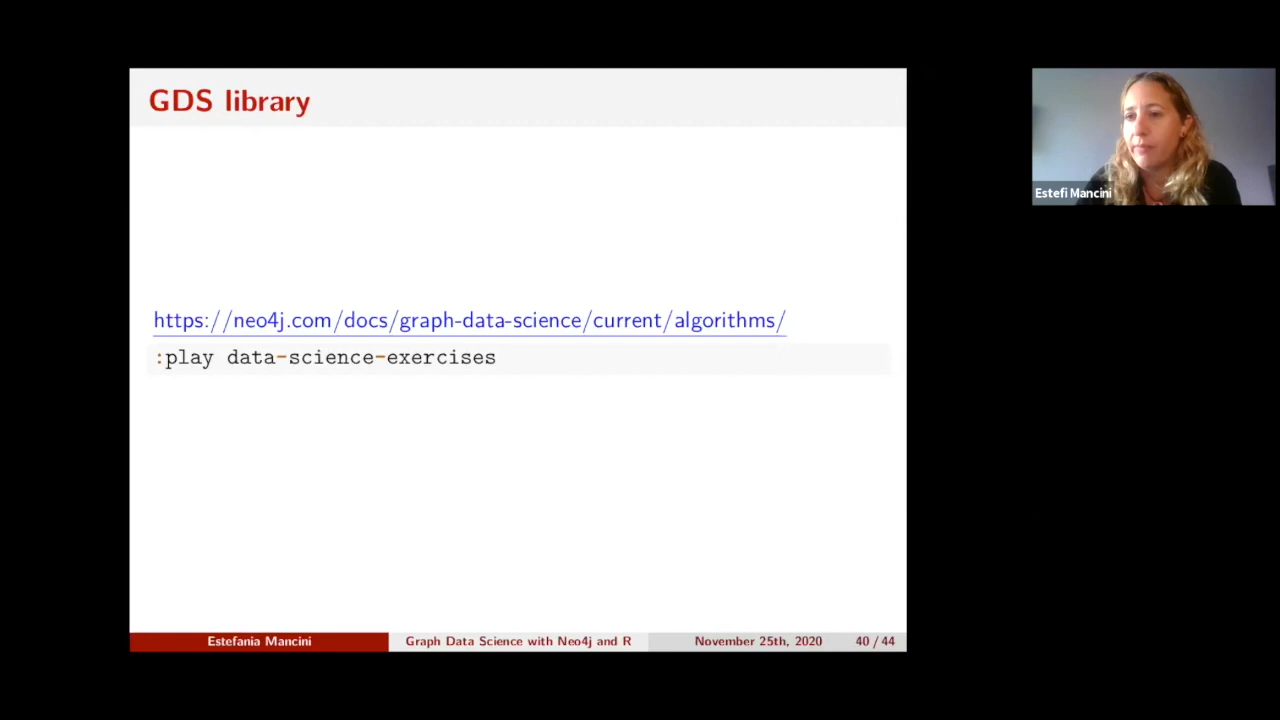 GDS library
https://neo4j.com/docs/graph-data-science/current/algorithms/
:play data-science-exercises
Estefania Mancini
Graph Data Science with Neo4j and R
November 25th, 2020
40 / 44
Estefi Mancini